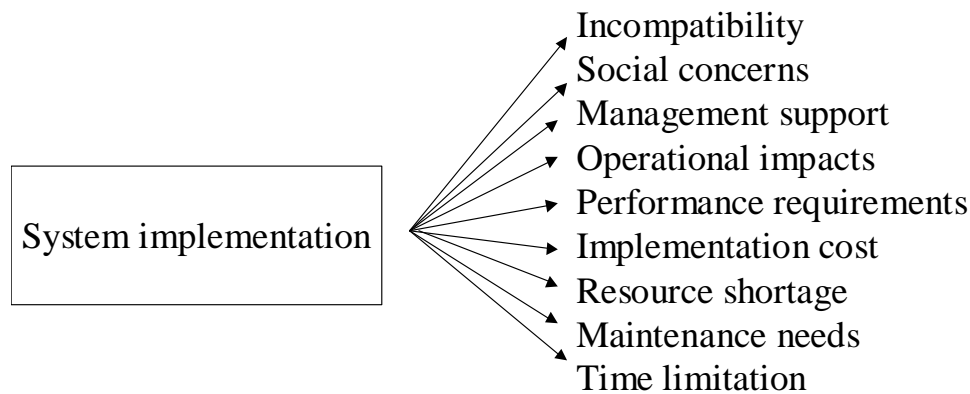 Incompatibility
Social concerns
Management support
Operational impacts
Performance requirements
System implementation
Implementation cost
Resource shortage
Maintenance needs
Time limitation